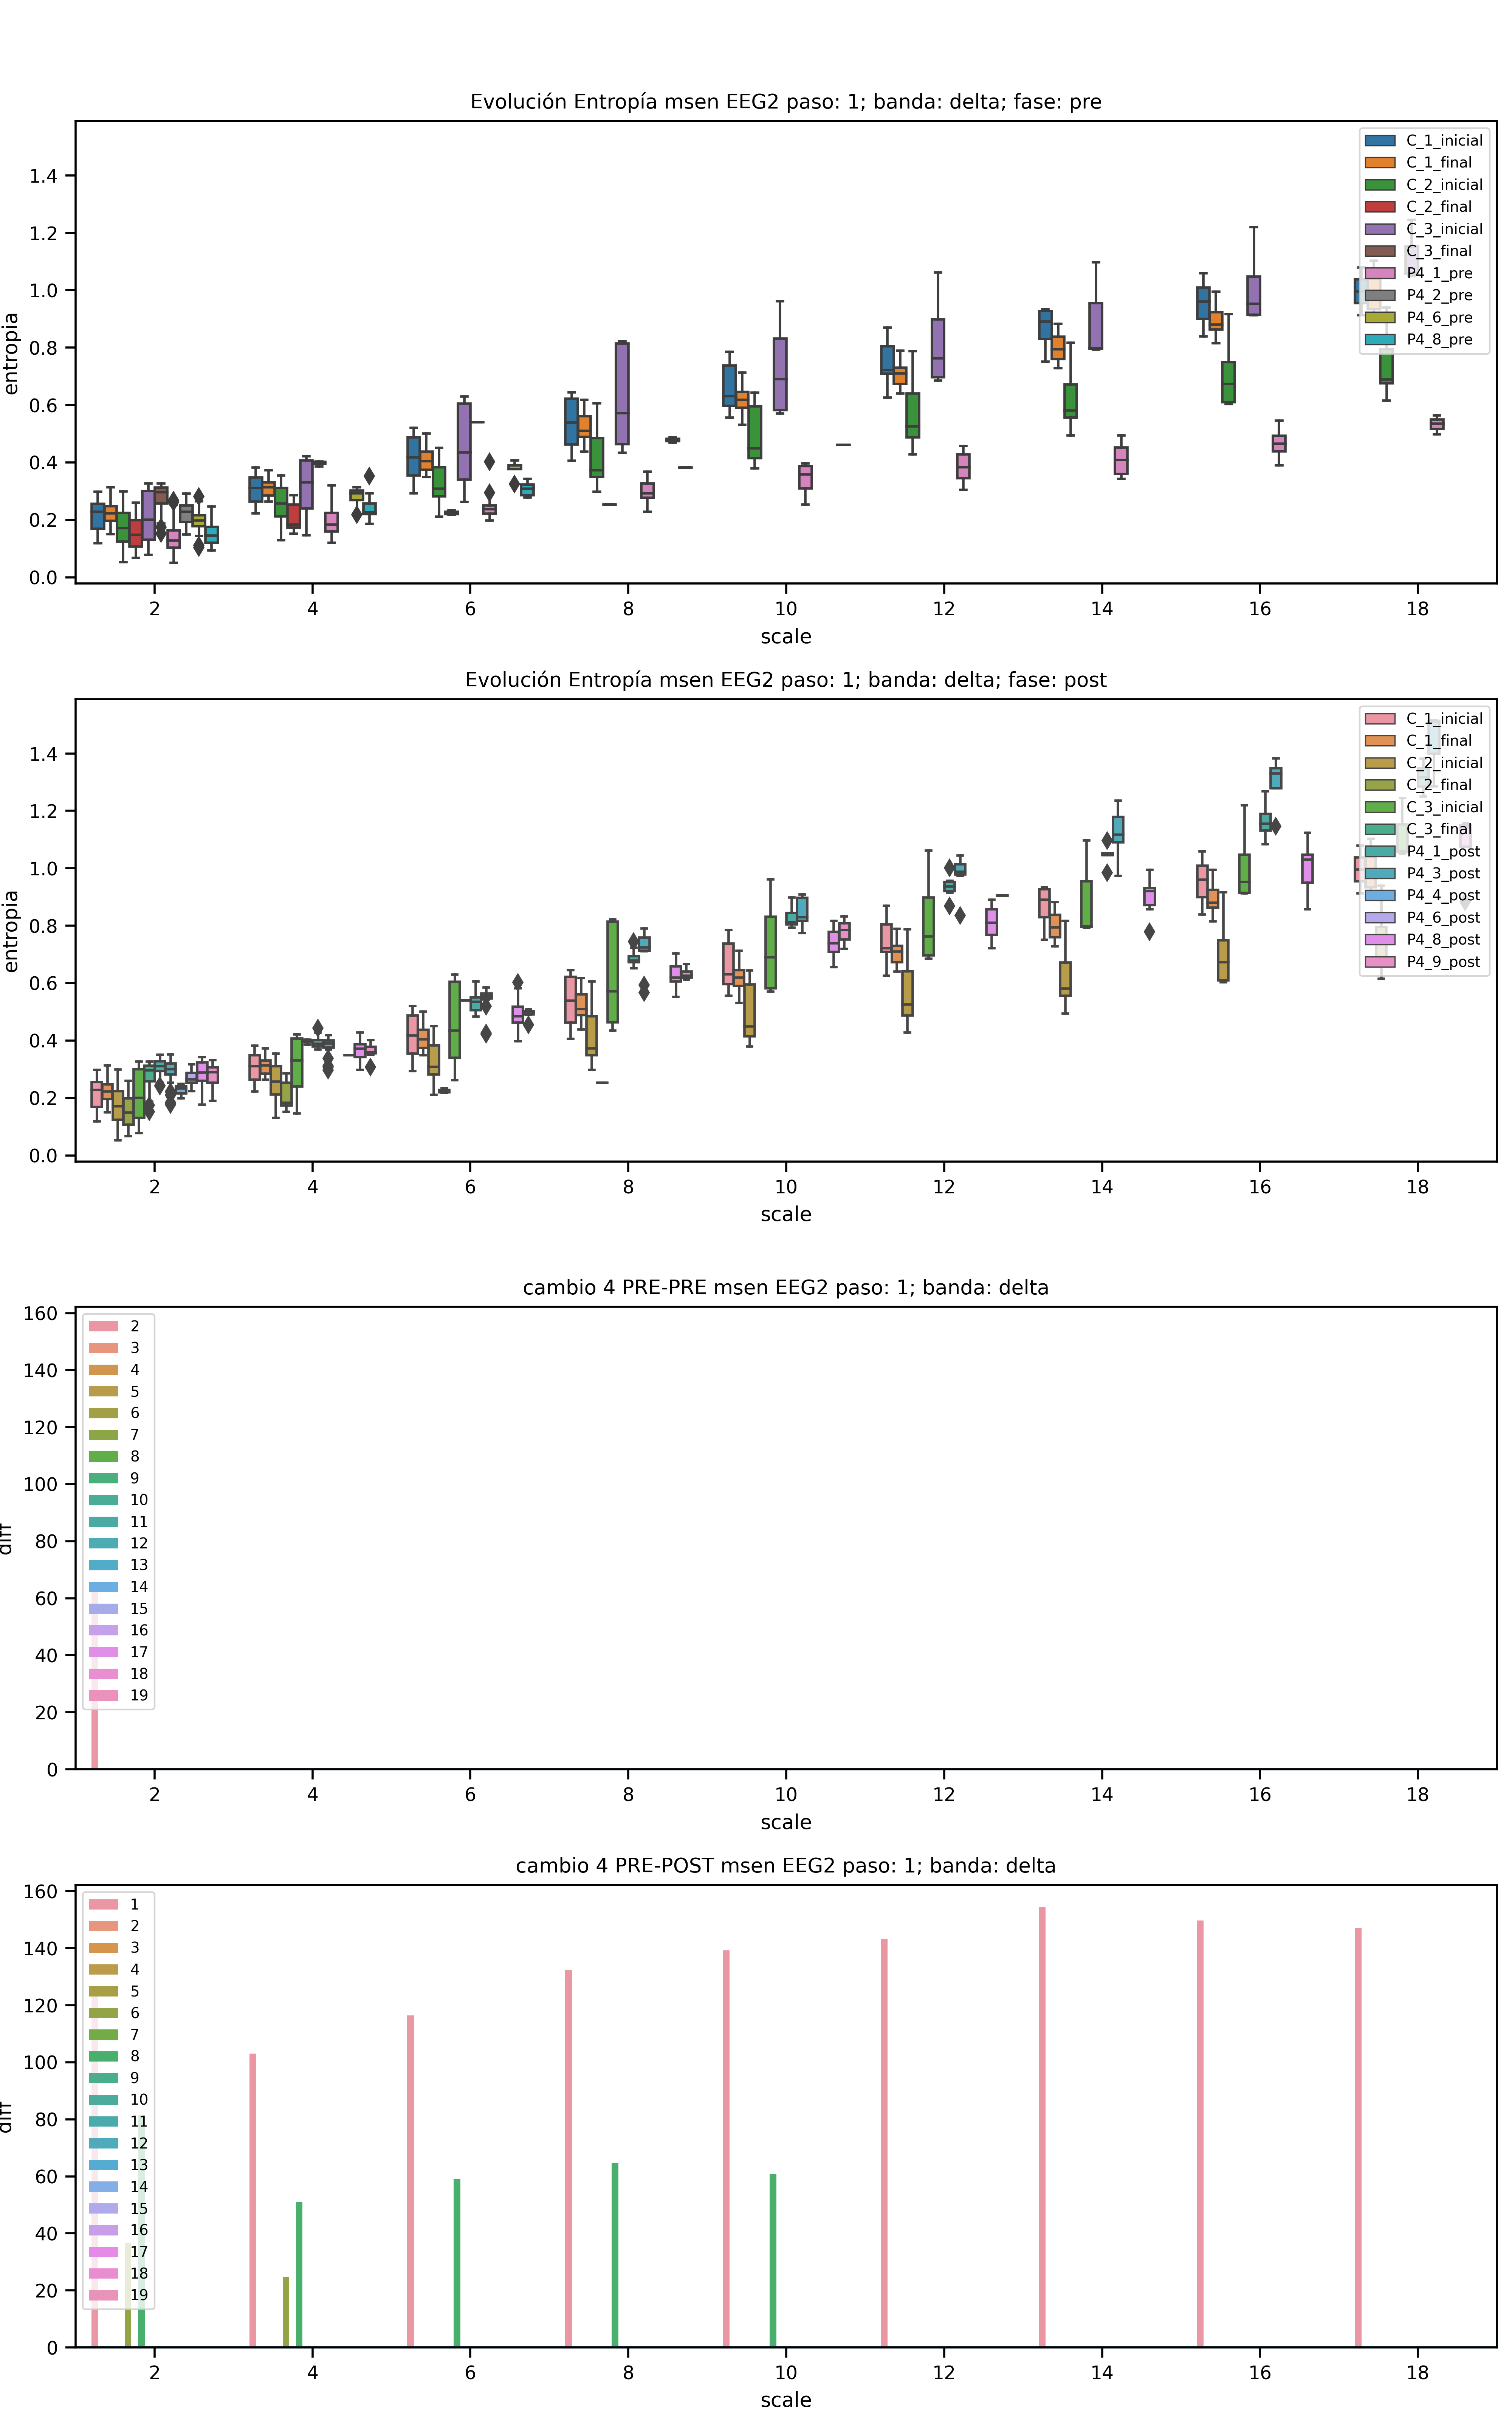 Evolución Entropía msen EEG2 paso: 1; banda: delta; fase: pre
entropia
1.4
1.2
1.0
0.8
0.6
0.4
0.2
0.0
C_1_inicial
C_1_final
C_2_inicial
C_2_final
C_3_inicial
C_3_final
P4_1_pre
P4_2_pre
P4_6_pre
P4_8_pre
2 4 6 8 10 12 14 16 18
scale
Evolución Entropía msen EEG2 paso: 1; banda: delta; fase: post
entropia
1.4
1.2
1.0
0.8
0.6
0.4
0.2
0.0
C_1_inicial
C_1_final
C_2_inicial
C_2_final
C_3_inicial
C_3_final
P4_1_post
P4_3_post
P4_4_post
P4_6_post
P4_8_post
P4_9_post
2 4 6 8 10 12 14 16 18
scale
cambio 4 PRE-PRE msen EEG2 paso: 1; banda: delta
diff
160
140
120
100
80
60
40
20
0
2
3
4
5
6
7
8
9
10
11
12
13
14
15
16
17
18
19
2 4 6 8 10 12 14 16 18
scale
cambio 4 PRE-POST msen EEG2 paso: 1; banda: delta
diff
160
140
120
100
80
60
40
20
0
1
2
3
4
5
6
7
8
9
10
11
12
13
14
15
16
17
18
19
2 4 6 8 10 12 14 16 18
scale